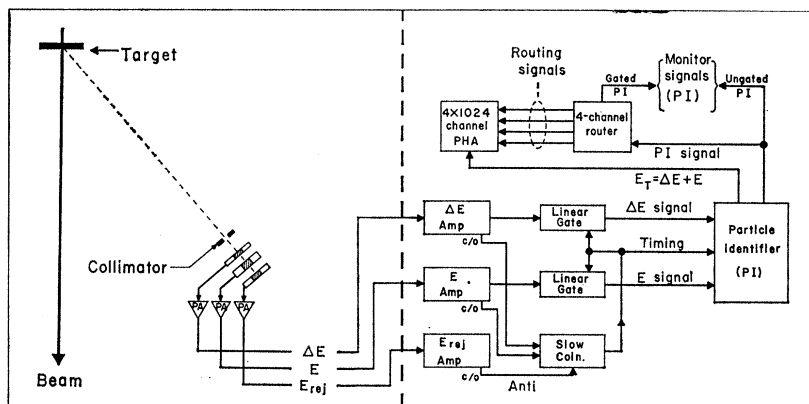 Target
Collimator
PA PA PA
Beam
ΔE
E
Erej
Routing
signals
Gated
PI
Monitor
signals
(PI)
Ungated
PI
4×1024
channel
PHA
4-channel
router
PI signal
E_T=ΔE+E
ΔE
Amp
c/o
Linear
Gate
ΔE signal
Timing
Particle
identifier
(PI)
E
Amp
c/o
Linear
Gate
E signal
Erej
Amp
c/o
Anti
Slow
Coin.